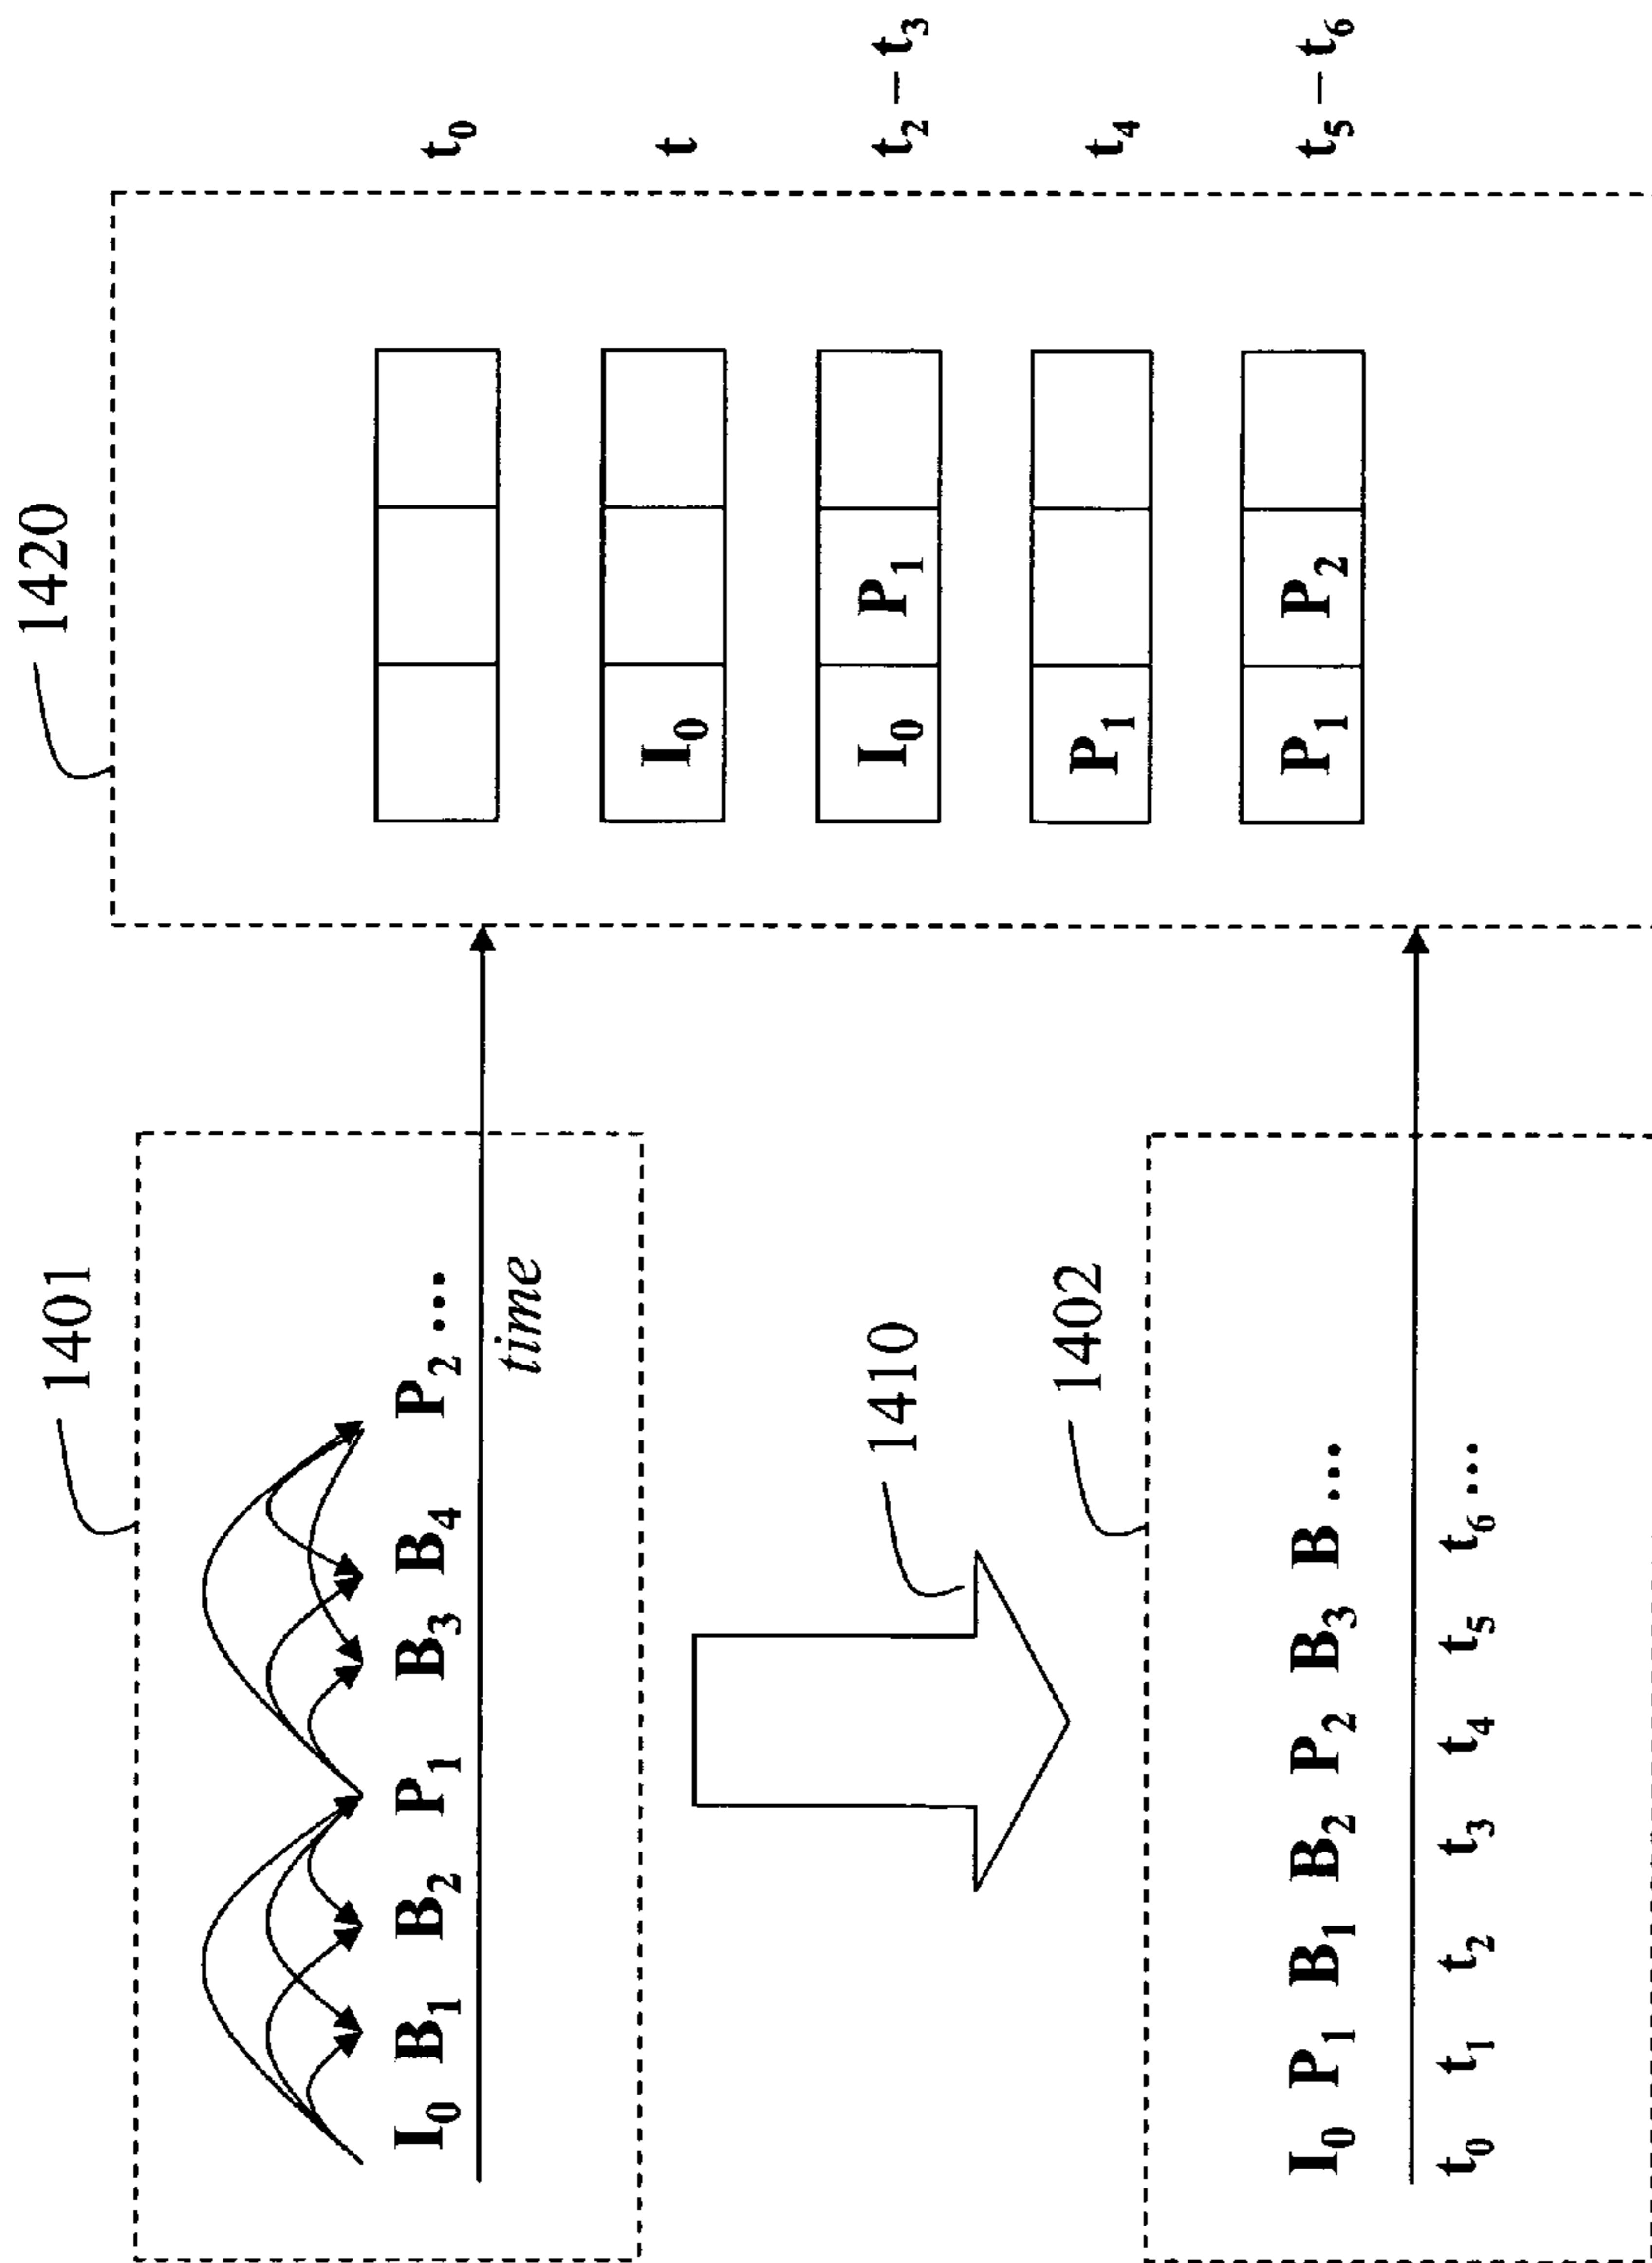 1401
I₀ B₁ B₂ P₁ B₃ B₄ P₂ ...
time
1410
1402
I₀ P₁ B₁ B₂ P₂ B₃ B ...
t₀ t₁ t₂ t₃ t₄ t₅ t₆ ...
1420
t₀
I₀
t
I₀ P₁
t₂ – t₃
P₁
t₄
P₁ P₂
t₅ – t₆